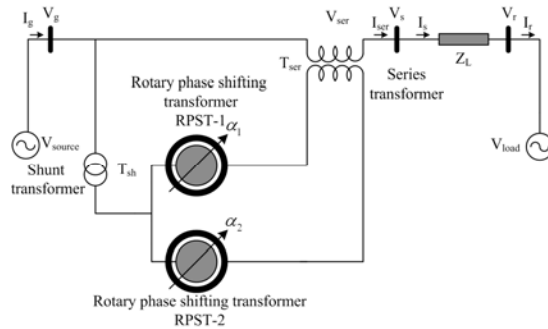 I_g V_g
V_ser
I_ser V_s I_s
V_r I_r
T_ser
Z_L
Series
transformer
Rotary phase shifting
transformer
RPST-1
α_1
V_source
Shunt
transformer
T_sh
V_load
α_2
Rotary phase shifting transformer
RPST-2